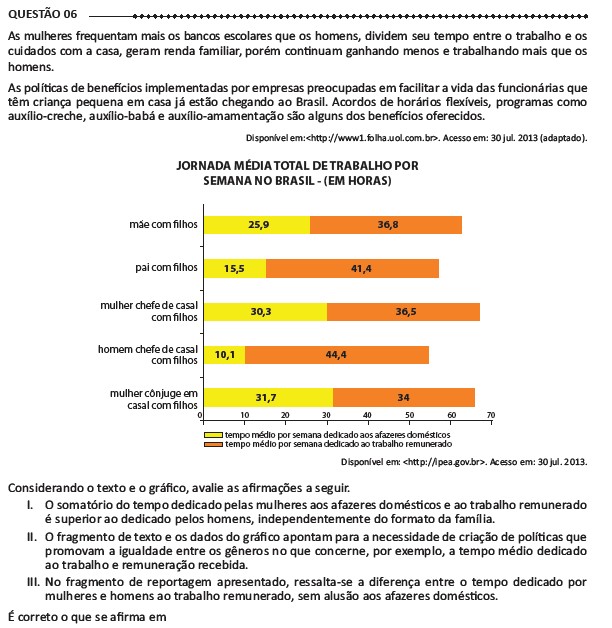 QUESTÃO 06
As mulheres frequentam mais os bancos escolares que os homens, dividem seu tempo entre o trabalho e os
cuidados com a casa, geram renda familiar, porém continuam ganhando menos e trabalhando mais que os
homens.
As políticas de benefícios implementadas por empresas preocupadas em facilitar a vida das funcionárias que
têm criança pequena em casa já estão chegando ao Brasil. Acordos de horários flexíveis, programas como
auxílio-creche, auxílio-babá e auxílio-amamentação são alguns dos benefícios oferecidos.
Disponível em:<http://www1.folha.uol.com.br>. Acesso em: 30 jul. 2013 (adaptado).
JORNADA MÉDIA TOTAL DE TRABALHO POR
SEMANA NO BRASIL - (EM HORAS)
mãe com filhos 25,9 36,8
pai com filhos 15,5 41,4
mulher chefe de casal
com filhos 30,3 36,5
homem chefe de casal
com filhos 10,1 44,4
mulher cônjuge em
casal com filhos 31,7 34
0 10 20 30 40 50 60 70
tempo médio por semana dedicado aos afazeres domésticos
tempo médio por semana dedicado ao trabalho remunerado
Disponível em: <http://ipea.gov.br>. Acesso em: 30 jul. 2013.
Considerando o texto e o gráfico, avalie as afirmações a seguir.
I. O somatório do tempo dedicado pelas mulheres aos afazeres domésticos e ao trabalho remunerado
é superior ao dedicado pelos homens, independentemente do formato da família.
II. O fragmento de texto e os dados do gráfico apontam para a necessidade de criação de políticas que
promovam a igualdade entre os gêneros no que concerne, por exemplo, a tempo médio dedicado
ao trabalho e remuneração recebida.
III. No fragmento de reportagem apresentado, ressalta-se a diferença entre o tempo dedicado por
mulheres e homens ao trabalho remunerado, sem alusão aos afazeres domésticos.
É correto o que se afirma em